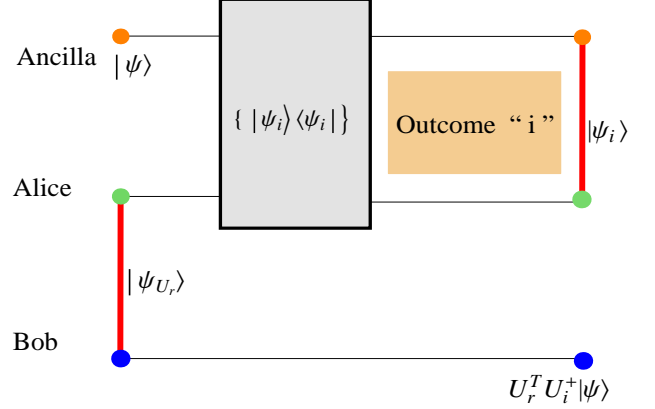 Ancilla
|ψ⟩
{ |ψ_i⟩⟨ψ_i| }
Outcome “ i ”
|ψ_i⟩
Alice
|ψ_{U_r}⟩
Bob
U_r^T U_i^+|ψ⟩